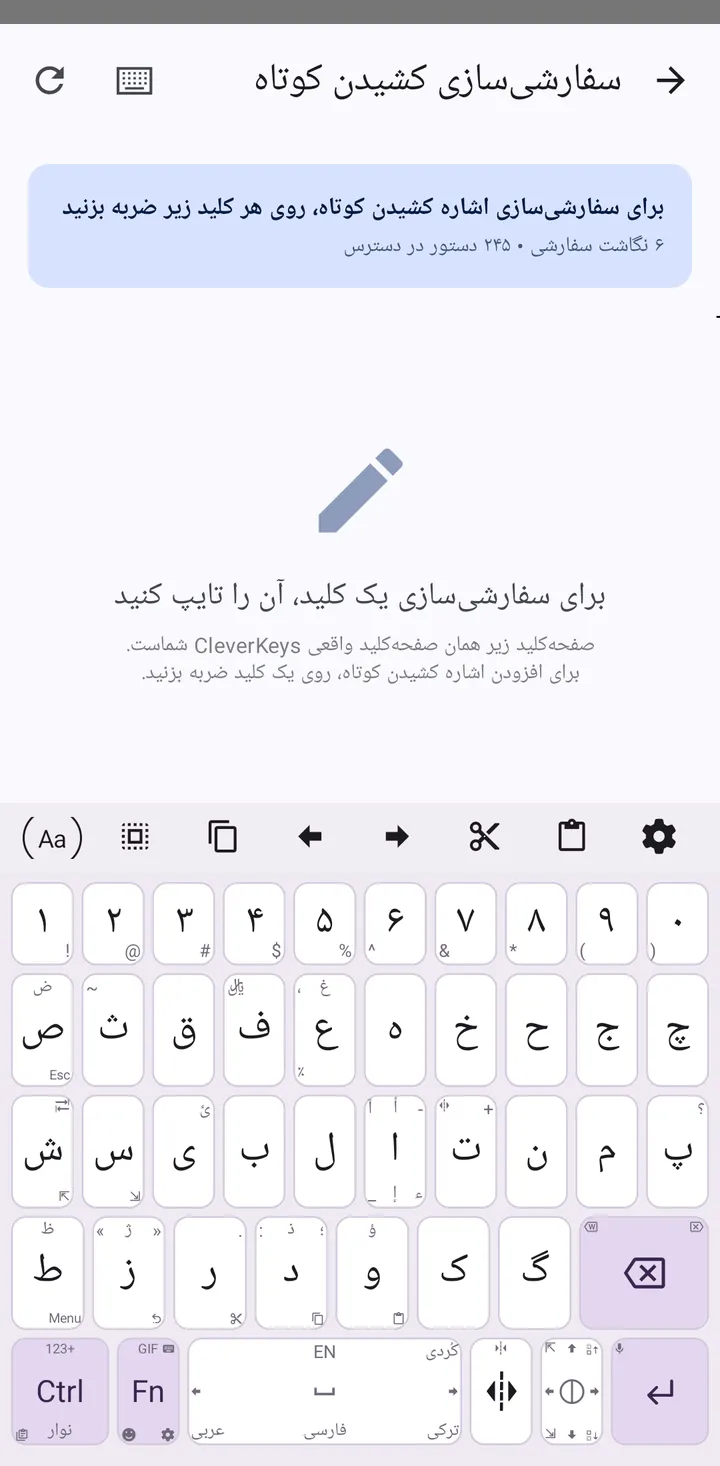 سفارشی‌سازی کشیدن کوتاه
برای سفارشی‌سازی اشاره کشیدن کوتاه، روی هر کلید زیر ضربه بزنید
۶ نگاشت سفارشی • ۲۴۵ دستور در دسترس
برای سفارشی‌سازی یک کلید، آن را تایپ کنید
صفحه‌کلید زیر همان صفحه‌کلید واقعی CleverKeys شماست.
برای افزودن اشاره کشیدن کوتاه، روی یک کلید ضربه بزنید.
(Aa)
۱ ۲ ۳ ۴ ۵ ۶ ۷ ۸ ۹ ۰
! @ # $ % ^ & * ( )
ض ~ ﷼ ، غ
ص ث ق ف ع ه خ ح ج چ
Esc ٪
ئ آ أ - + ؟
ش س ی ب ل ا ت ن م پ
_ إ ء
ظ « ژ » . : ذ ؛ ؤ
ط ز ر د و ک گ
Menu
123+ GIF EN کُردی
Ctrl Fn
نوار عربی فارسی ترکی